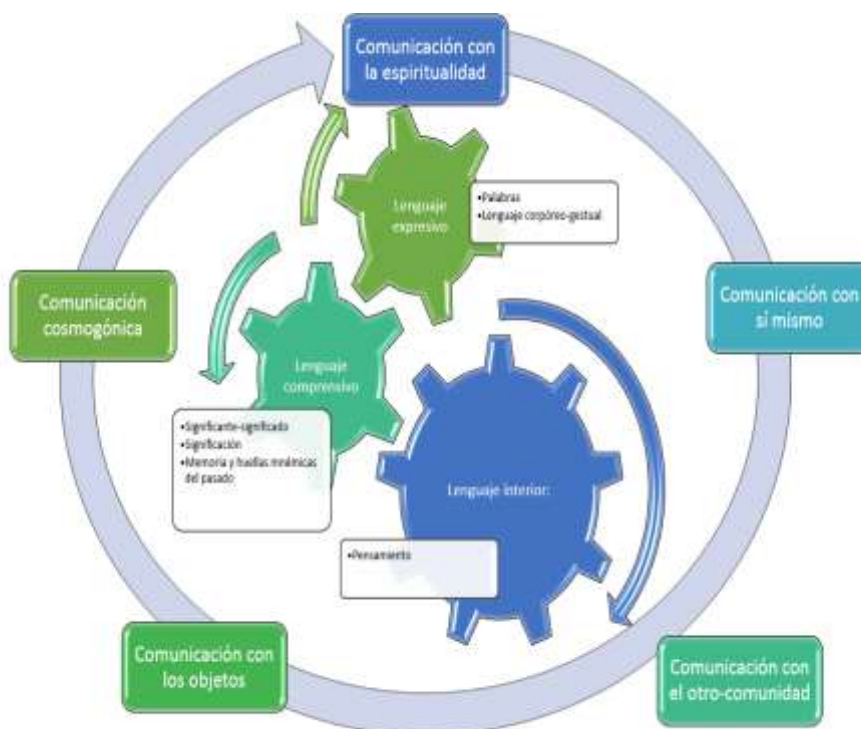 Comunicación con
la espiritualidad
Lenguaje
expresivo
•Palabras
•Lenguaje corpóreo-gestual
Comunicación
cosmogónica
Comunicación con
sí mismo
Lenguaje
comprensivo
•Significante-significado
•Significación
•Memoria y huellas mnémicas
del pasado
Lenguaje interior:
•Pensamiento
Comunicación con
los objetos
Comunicación con
el otro-comunidad